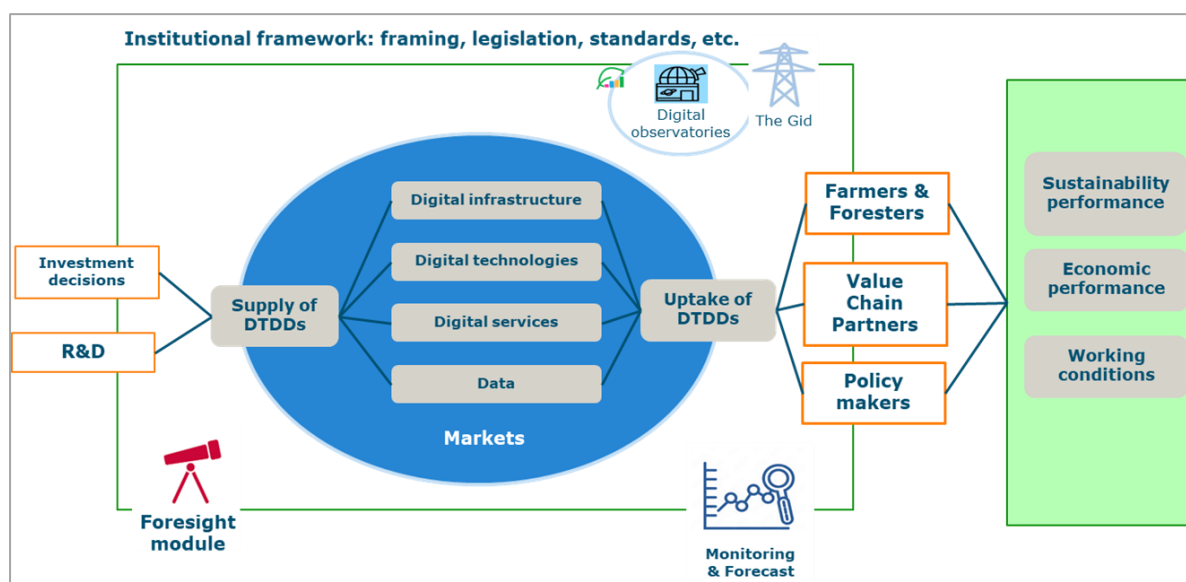 Institutional framework: framing, legislation, standards, etc.
Digital
observatories
The Gid
Digital infrastructure
Digital technologies
Digital services
Data
Markets
Investment
decisions
R&D
Supply of
DTDDs
Uptake of
DTDDs
Farmers &
Foresters
Value
Chain
Partners
Policy
makers
Sustainability
performance
Economic
performance
Working
conditions
Foresight
module
Monitoring
& Forecast